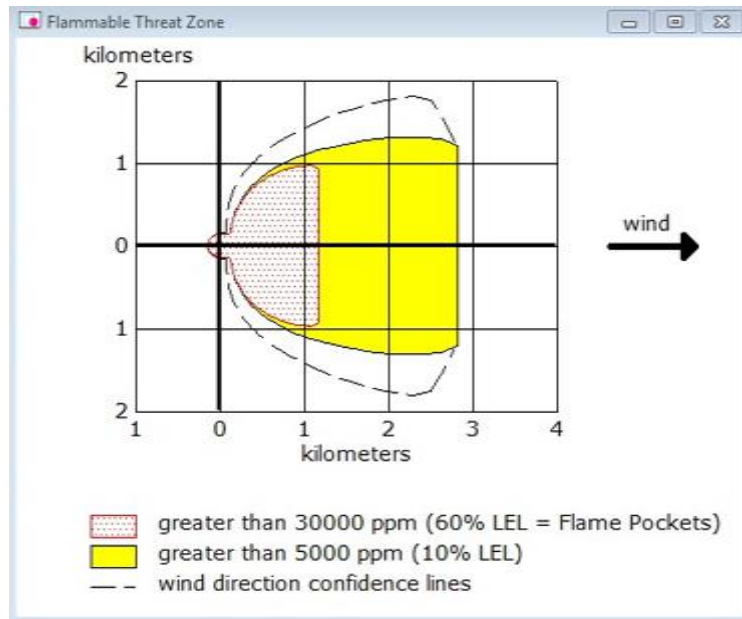 Flammable Threat Zone
kilometers
2
1
0
1
2
1 0 1 2 3 4
kilometers
wind
greater than 30000 ppm (60% LEL = Flame Pockets)
greater than 5000 ppm (10% LEL)
wind direction confidence lines